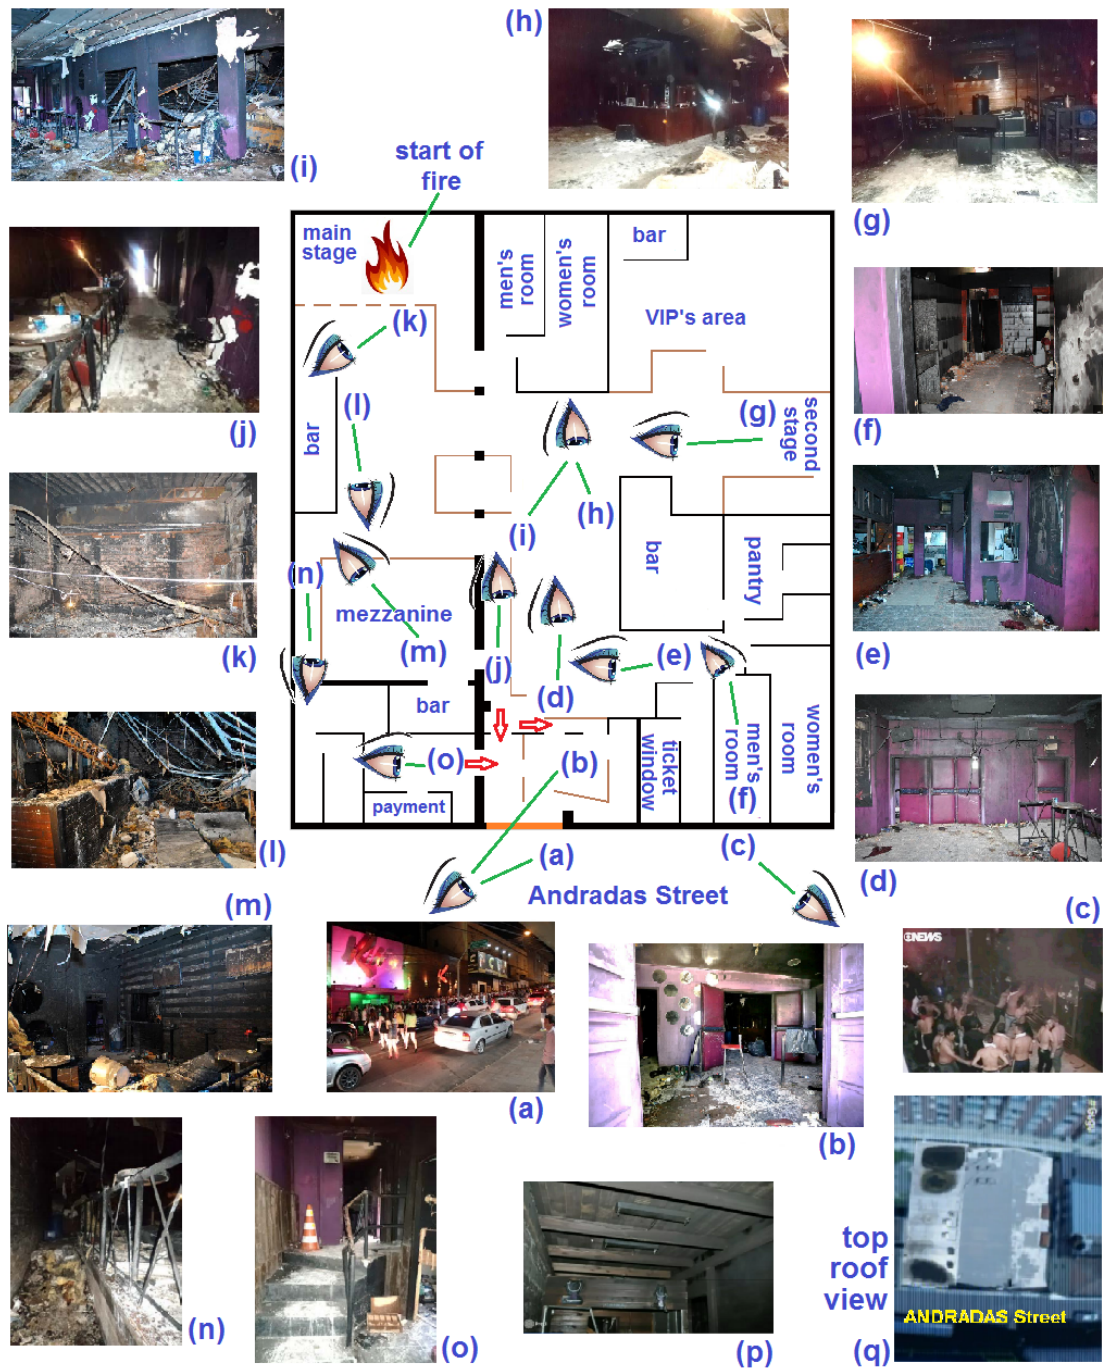 (h)
(i)
start of
fire
(g)
main
stage
men's
room
women's
room
bar
VIP's area
(k)
(j)
(l)
(g)
second
stage
(f)
bar
(i)
(h)
bar
pantry
(n)
mezzanine
(m)
(k)
(j)
(d)
(e)
(e)
bar
(o)
(b)
ticket
window
men's
room
women's
room
(f)
payment
(l)
(a)
(c)
(d)
Andradas Street
(m)
(c)
NEWS
(a)
(b)
top
roof
view
ANDRADAS Street
(n)
(o)
(p)
(q)